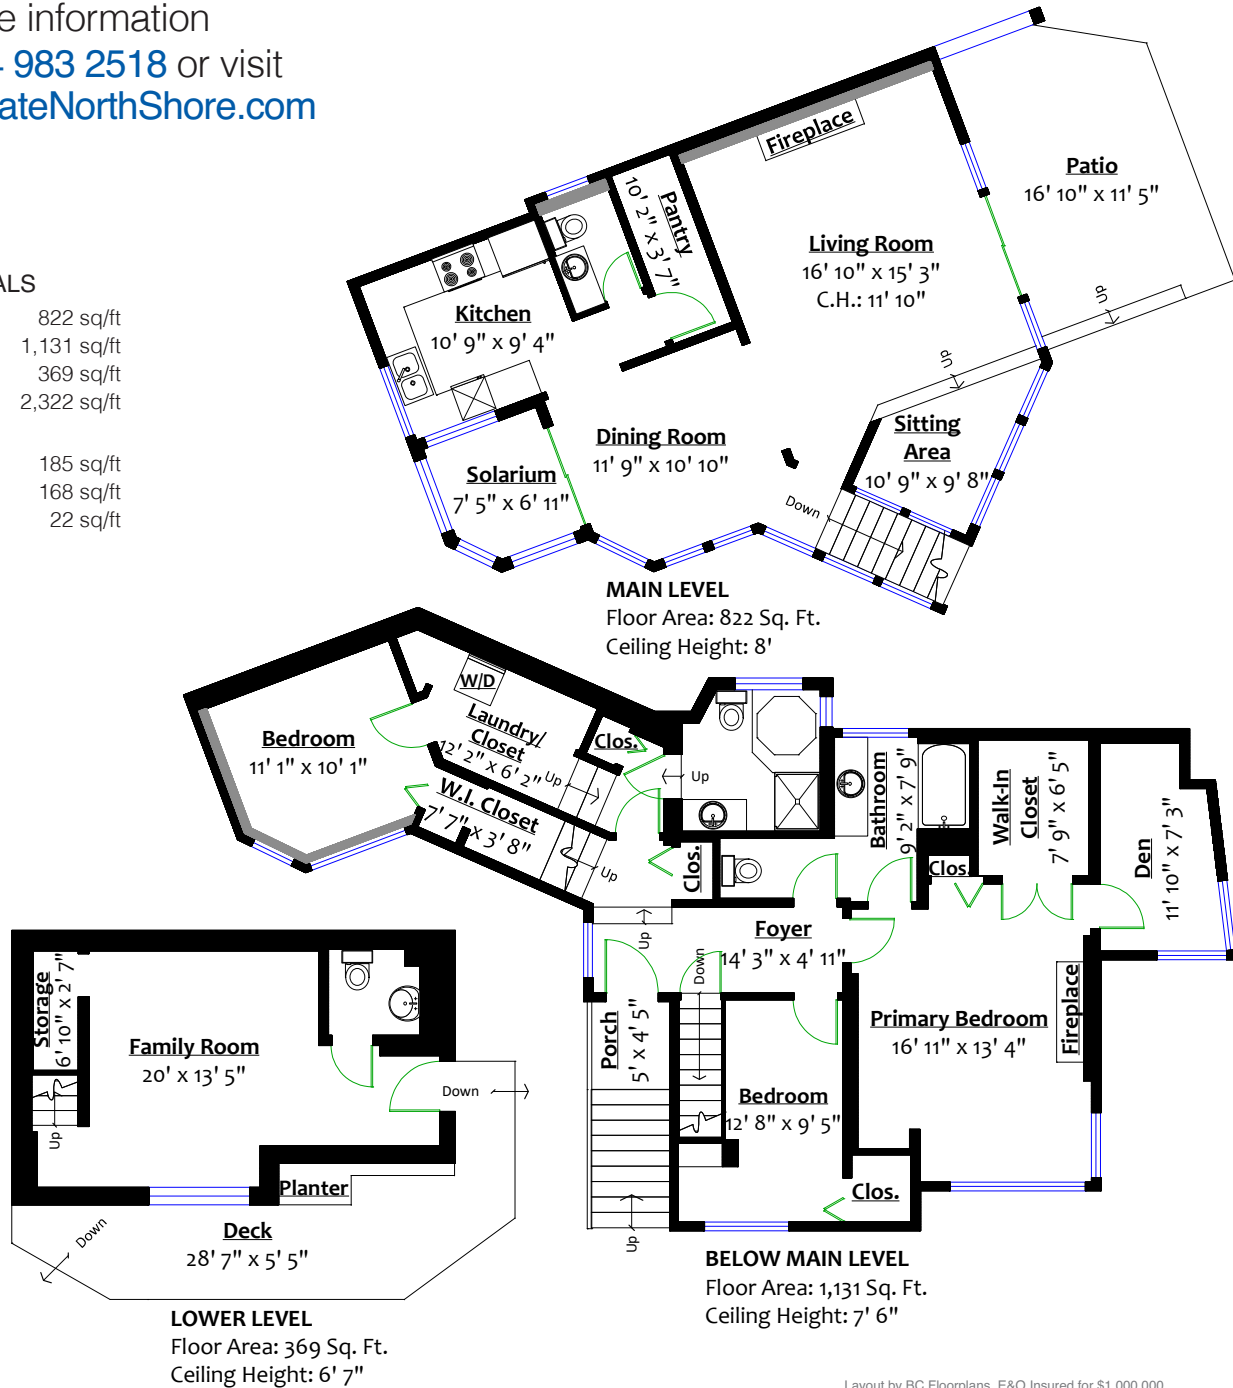 e information
983 2518 or visit
ateNorthShore.com
ALS
822 sq/ft
1,131 sq/ft
369 sq/ft
2,322 sq/ft
185 sq/ft
168 sq/ft
22 sq/ft
Fireplace
Patio
16' 10" x 11' 5"
Pantry
10' 2" x 3' 7"
Living Room
16' 10" x 15' 3"
C.H.: 11' 10"
Up
Kitchen
10' 9" x 9' 4"
Up
Sitting
Area
10' 9" x 9' 8"
Dining Room
11' 9" x 10' 10"
Solarium
7' 5" x 6' 11"
Down
MAIN LEVEL
Floor Area: 822 Sq. Ft.
Ceiling Height: 8'
W/D
Laundry/
Closet
12' 2" x 6' 2"
Clos.
Bedroom
11' 1" x 10' 1"
Up
Up
W.I. Closet
7' 7" x 3' 8"
Up
Bathroom
9' 2" x 7' 9"
Walk-In
Closet
7' 9" x 6' 5"
Den
11' 10" x 7' 3"
Clos.
Clos.
Foyer
14' 3" x 4' 11"
Up
Down
Porch
5' x 4' 5"
Primary Bedroom
16' 11" x 13' 4"
Fireplace
Bedroom
12' 8" x 9' 5"
Clos.
Up
BELOW MAIN LEVEL
Floor Area: 1,131 Sq. Ft.
Ceiling Height: 7' 6"
Storage
6' 10" x 2' 7"
Family Room
20' x 13' 5"
Down
Up
Planter
Deck
28' 7" x 5' 5"
Down
LOWER LEVEL
Floor Area: 369 Sq. Ft.
Ceiling Height: 6' 7"
Layout by BC Floorplans. E&O Insured for $1,000,000